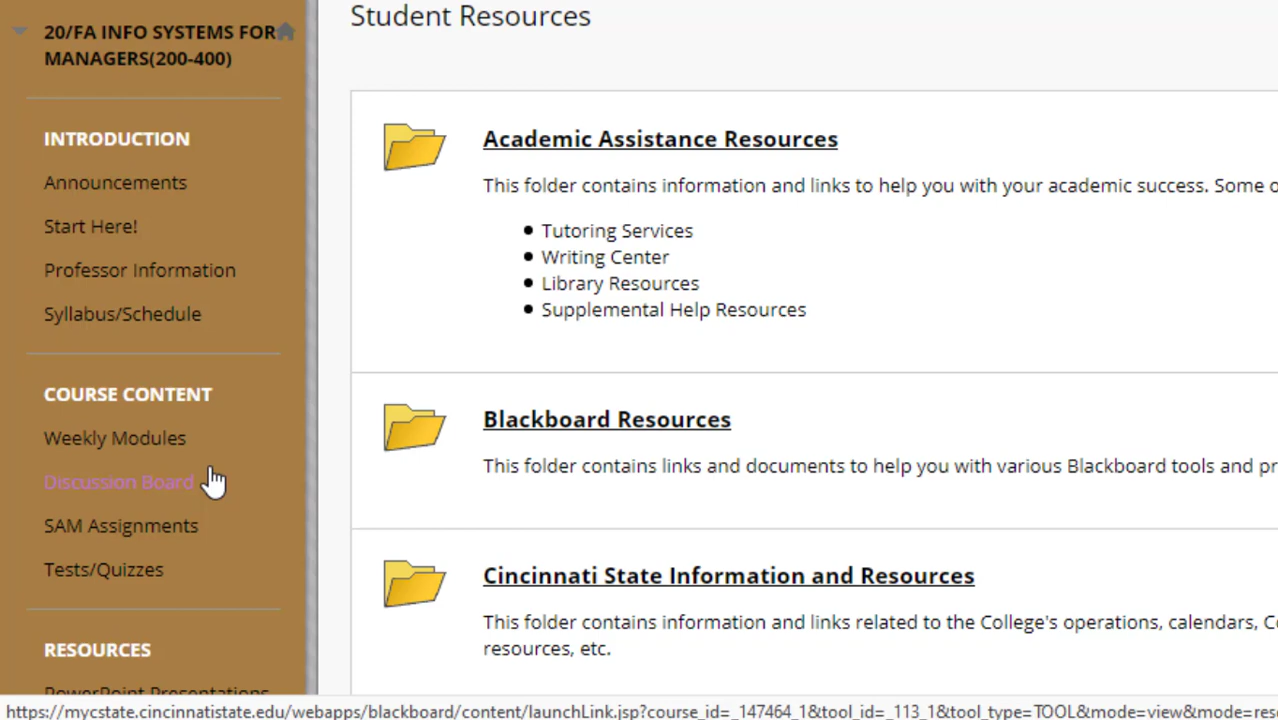 20/FA INFO SYSTEMS FOR
MANAGERS(200-400)
INTRODUCTION
Announcements
Start Here!
Professor Information
Syllabus/Schedule
COURSE CONTENT
Weekly Modules
Discussion Board
SAM Assignments
Tests/Quizzes
RESOURCES
PowerPoint Presentations
Student Resources
Academic Assistance Resources
This folder contains information and links to help you with your academic success. Some
• Tutoring Services
• Writing Center
• Library Resources
• Supplemental Help Resources
Blackboard Resources
This folder contains links and documents to help you with various Blackboard tools and
Cincinnati State Information and Resources
This folder contains information and links related to the College's operations, calendars,
resources, etc.
https://mycstate.cincinnatistate.edu/webapps/blackboard/content/launchLink.jsp?course_id=_147464_1&tool_id=_113_1&tool_type=TOOL&mode=view&mode=res